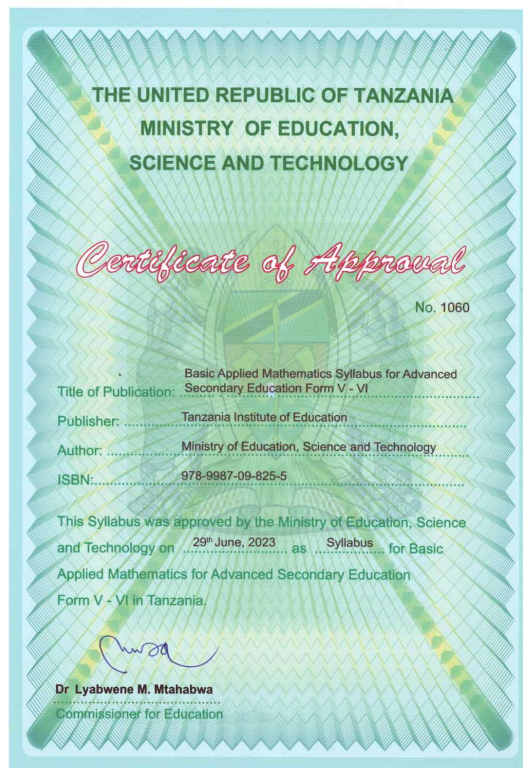 THE UNITED REPUBLIC OF TANZANIA
MINISTRY OF EDUCATION,
SCIENCE AND TECHNOLOGY
Certificate of Approval
No. 1060
Title of Publication: Basic Applied Mathematics Syllabus for Advanced
Secondary Education Form V - VI
Publisher: Tanzania Institute of Education
Author: Ministry of Education, Science and Technology
ISBN: 978-9987-09-825-5
This Syllabus was approved by the Ministry of Education, Science
and Technology on 29th June, 2023 as Syllabus for Basic
Applied Mathematics for Advanced Secondary Education
Form V - VI in Tanzania.
Dr Lyabwene M. Mtahabwa
Commissioner for Education